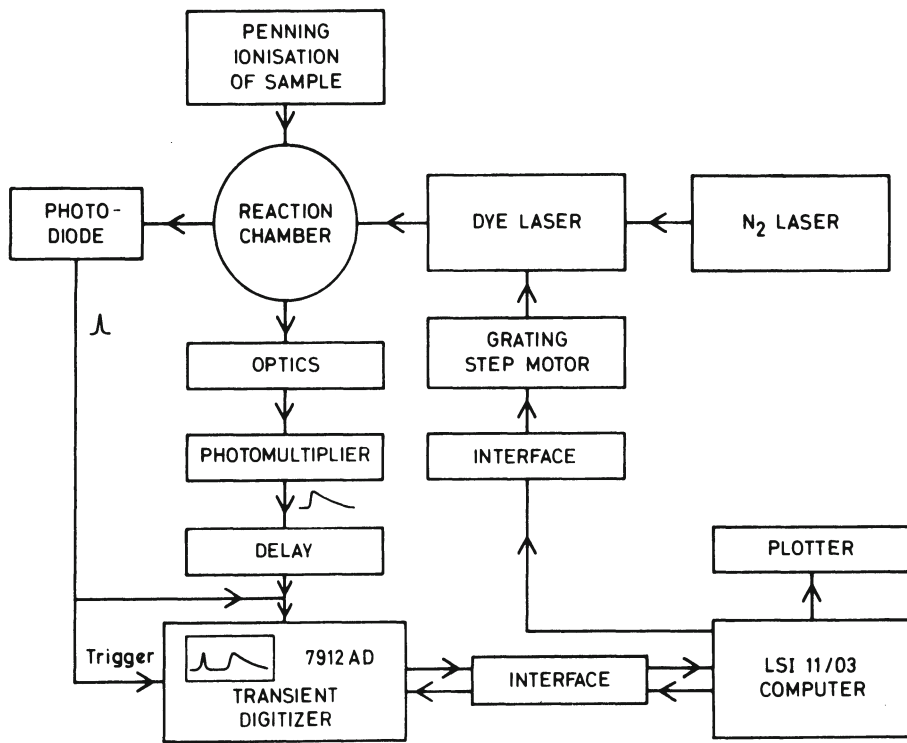 PENNING
IONISATION
OF SAMPLE
PHOTO-
DIODE
REACTION
CHAMBER
DYE LASER
N₂ LASER
OPTICS
GRATING
STEP MOTOR
PHOTOMULTIPLIER
INTERFACE
DELAY
PLOTTER
Trigger
7912 AD
TRANSIENT
DIGITIZER
INTERFACE
LSI 11/03
COMPUTER